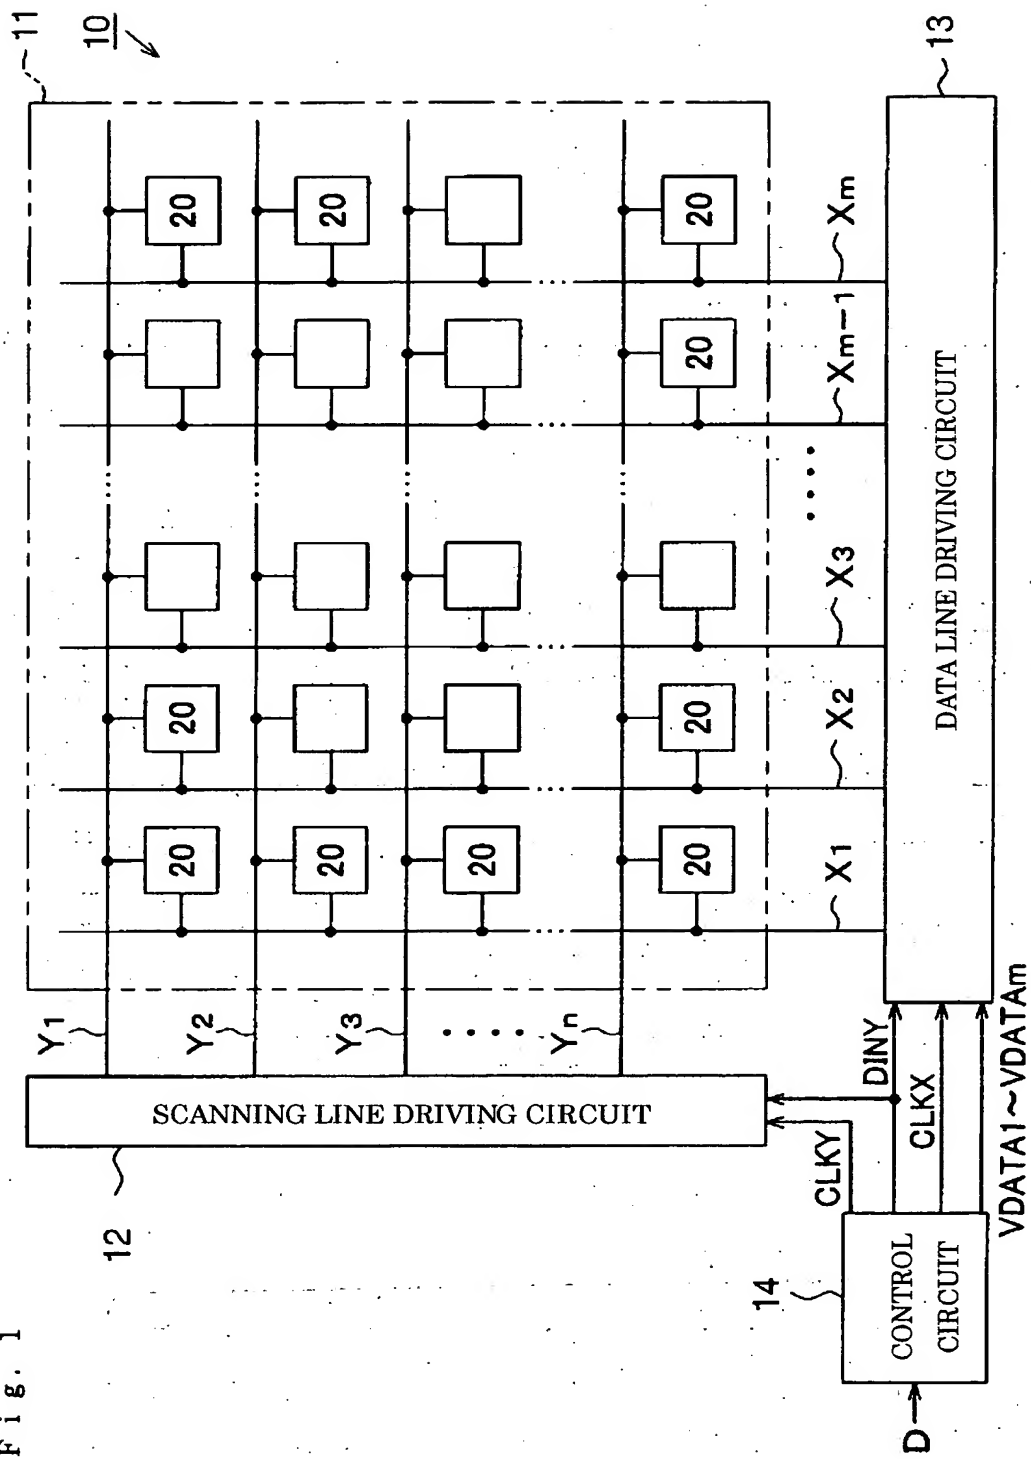 Fig. 1
11
10
Y1
12
20 20 20
Y2
20 20
SCANNING LINE DRIVING CIRCUIT
Y3
20
Yn
20 20 20 20
14
CLKY
X1 X2 X3 Xm-1 Xm
DINY
CONTROL
CIRCUIT
D
CLKX
DATA LINE DRIVING CIRCUIT
13
VDATA1~VDATAm